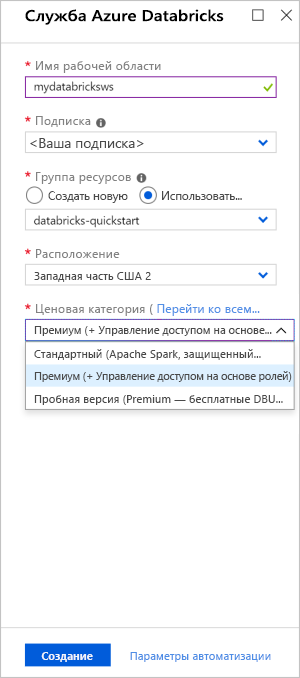 Служба Azure Databricks
* Имя рабочей области
mydatabricksws
* Подписка
<Ваша подписка>
* Группа ресурсов
Создать новую Использовать...
databricks-quickstart
* Расположение
Западная часть США 2
* Ценовая категория ( Перейти ко всем...
Премиум (+ Управление доступом на основе...
Стандартный (Apache Spark, защищенный...
Премиум (+ Управление доступом на основе ролей)
Пробная версия (Premium — бесплатные DBU...
Создание Параметры автоматизации